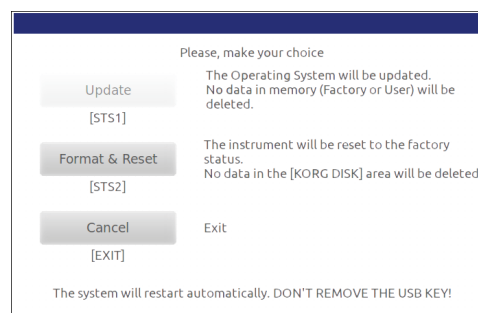 Please, make your choice
Update
[STS1]
The Operating System will be updated.
No data in memory (Factory or User) will be
deleted.
Format & Reset
[STS2]
The instrument will be reset to the factory
status.
No data in the [KORG DISK] area will be deleted
Cancel
[EXIT]
Exit
The system will restart automatically. DON'T REMOVE THE USB KEY!